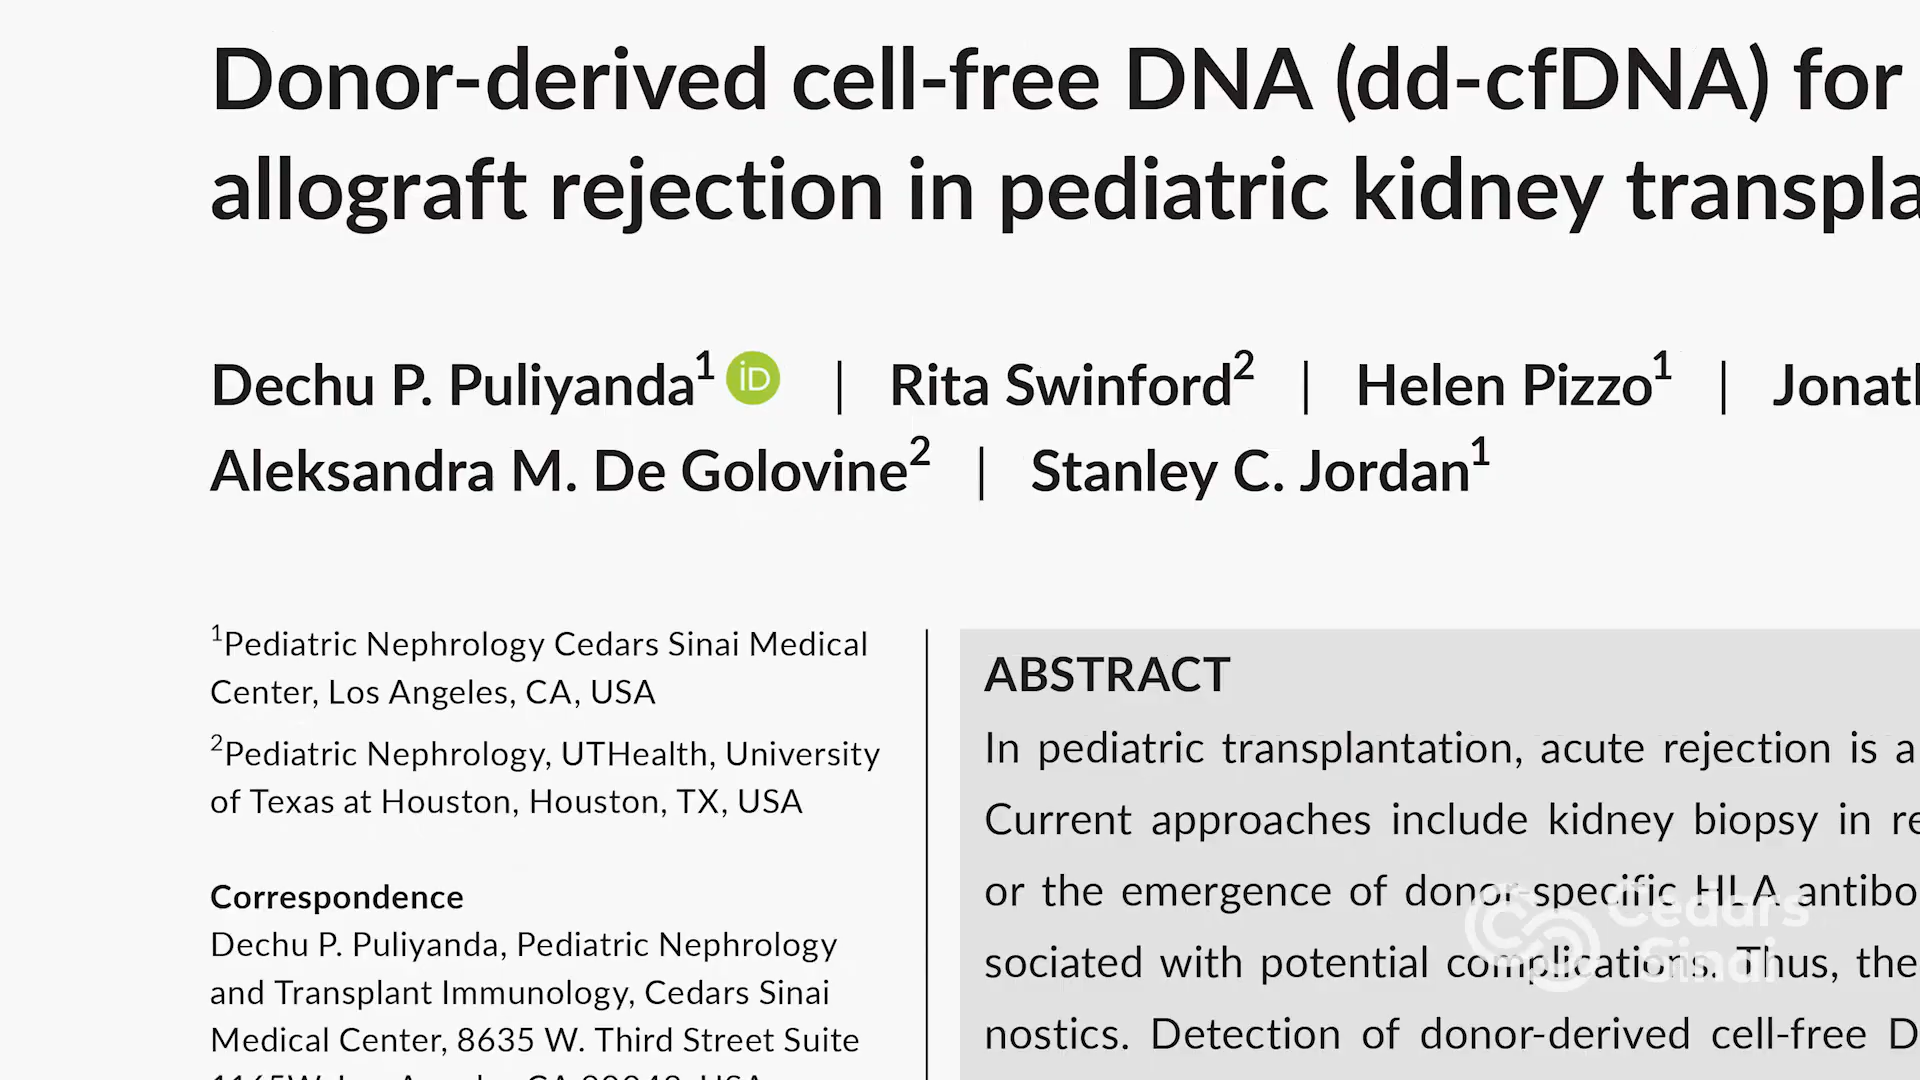 Donor-derived cell-free DNA (dd-cfDNA) for
allograft rejection in pediatric kidney transpla
Dechu P. Puliyanda1 iD | Rita Swinford2 | Helen Pizzo1 | Jonat
Aleksandra M. De Golovine2 | Stanley C. Jordan1
1Pediatric Nephrology Cedars Sinai Medical
Center, Los Angeles, CA, USA
2Pediatric Nephrology, UTHealth, University
of Texas at Houston, Houston, TX, USA
Correspondence
Dechu P. Puliyanda, Pediatric Nephrology
and Transplant Immunology, Cedars Sinai
Medical Center, 8635 W. Third Street Suite
ABSTRACT
In pediatric transplantation, acute rejection is a
Current approaches include kidney biopsy in re
or the emergence of donor-specific HLA antibo
sociated with potential complications. Thus, the
nostics. Detection of donor-derived cell-free D
Cedars
Sinai